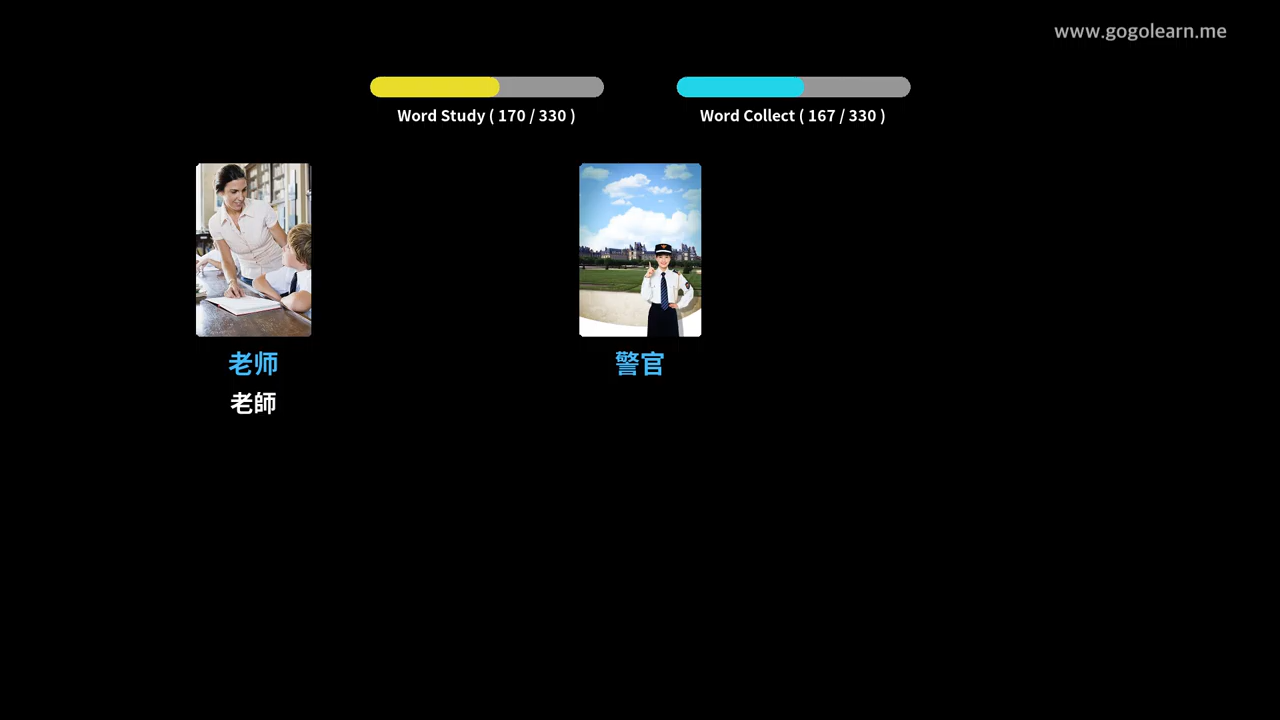 www.gogolearn.me
Word Study ( 170 / 330 )
Word Collect ( 167 / 330 )
老师
老師
警官